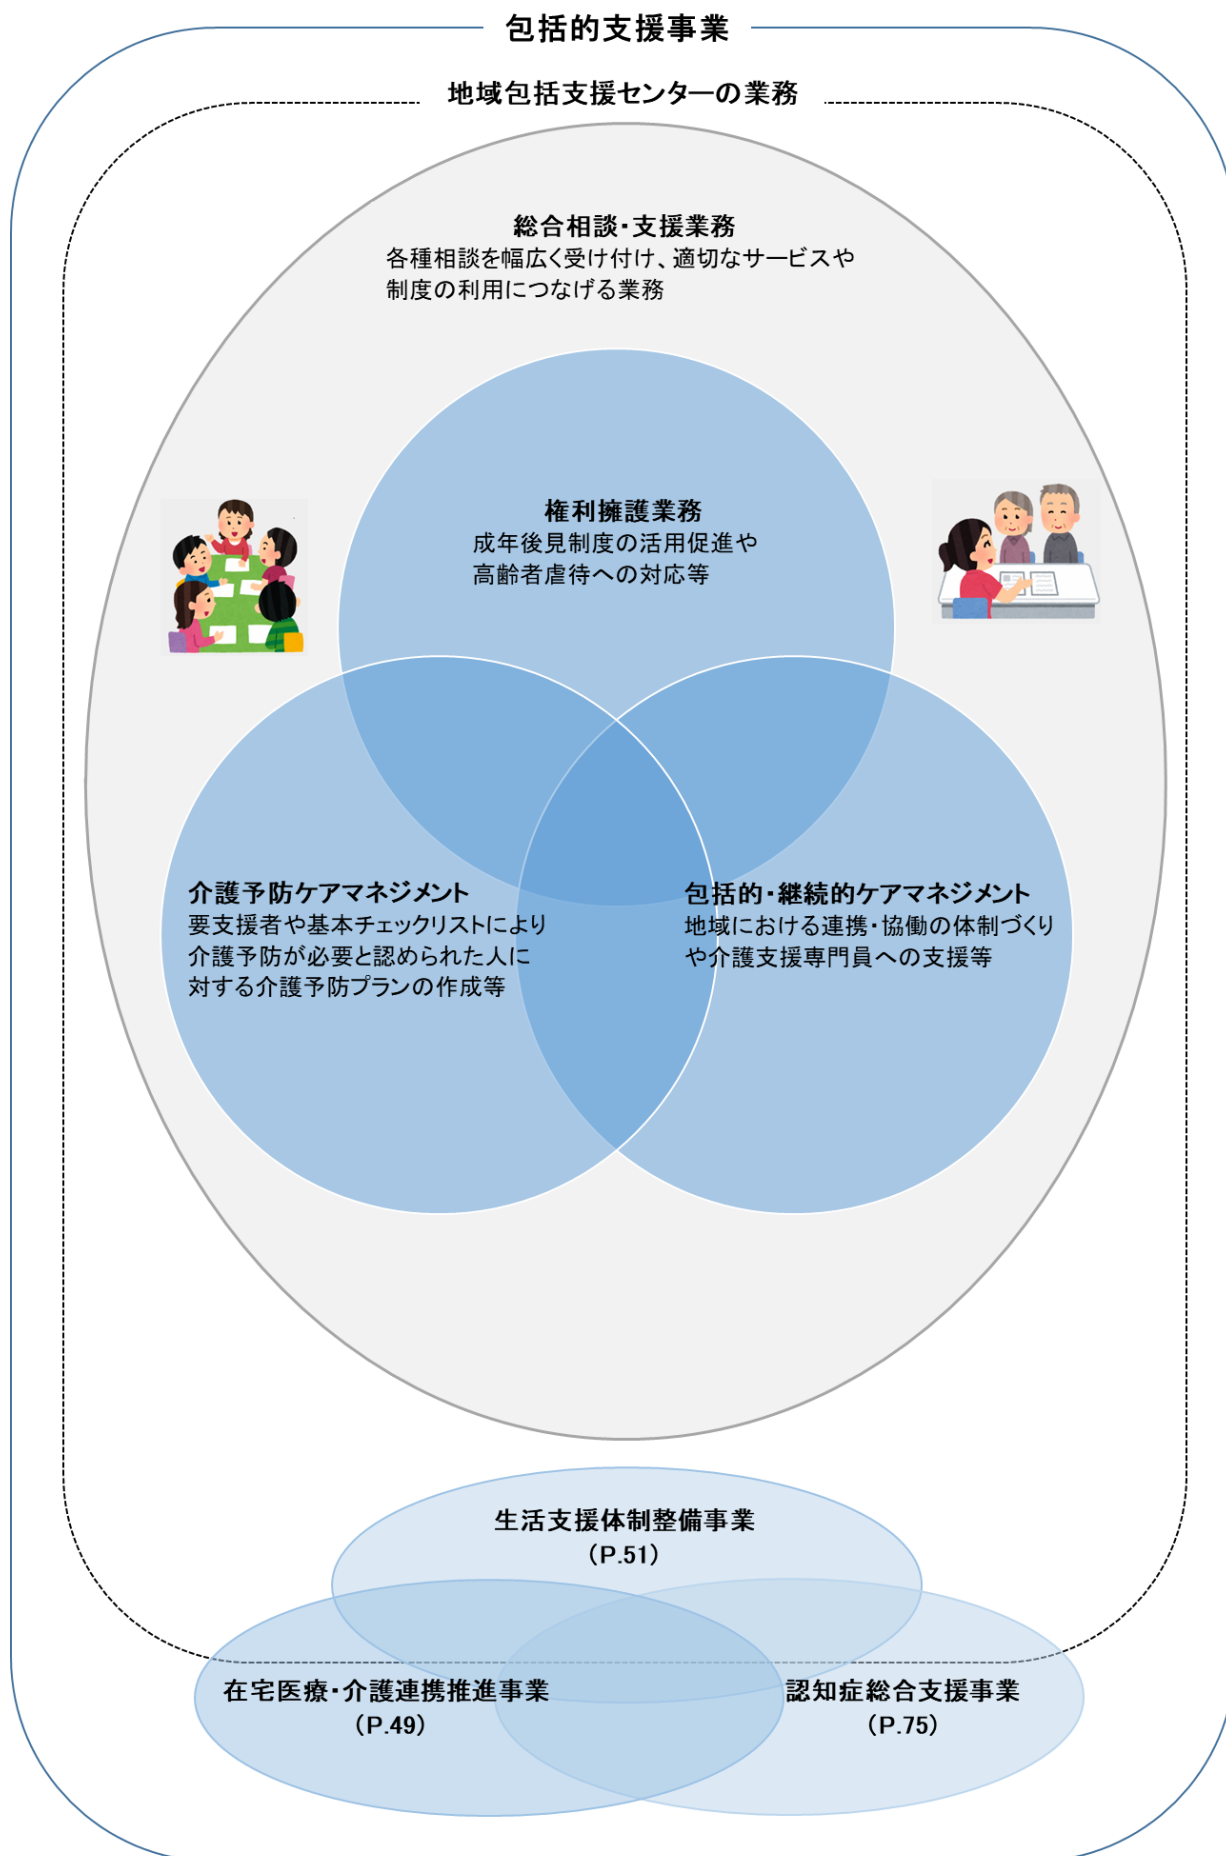 包括的支援事業
地域包括支援センターの業務
総合相談・支援業務
各種相談を幅広く受け付け、適切なサービスや
制度の利用につなげる業務
権利擁護業務
成年後見制度の活用促進や
高齢者虐待への対応等
介護予防ケアマネジメント
要支援者や基本チェックリストにより
介護予防が必要と認められた人に
対する介護予防プランの作成等
包括的・継続的ケアマネジメント
地域における連携・協働の体制づくり
や介護支援専門員への支援等
生活支援体制整備事業
（P.51）
在宅医療・介護連携推進事業
（P.49）
認知症総合支援事業
（P.75）